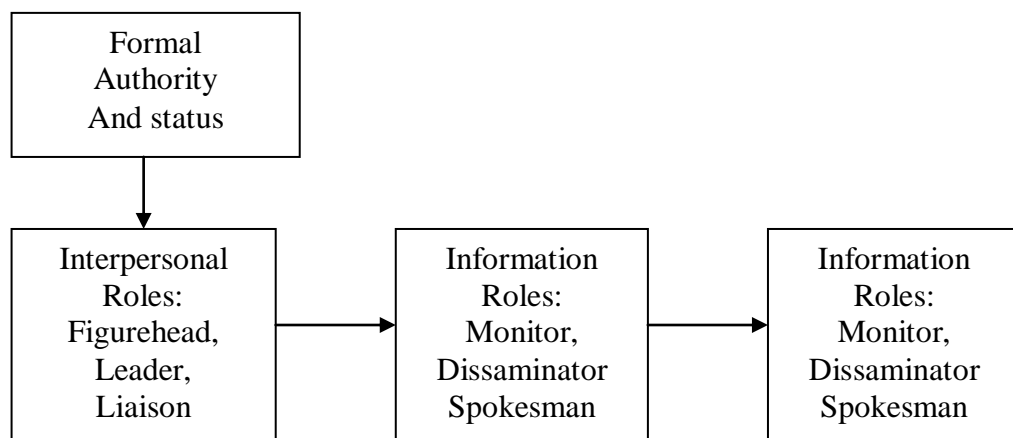 Formal
Authority
And status
Interpersonal
Roles:
Figurehead,
Leader,
Liaison
Information
Roles:
Monitor,
Dissaminator
Spokesman
Information
Roles:
Monitor,
Dissaminator
Spokesman